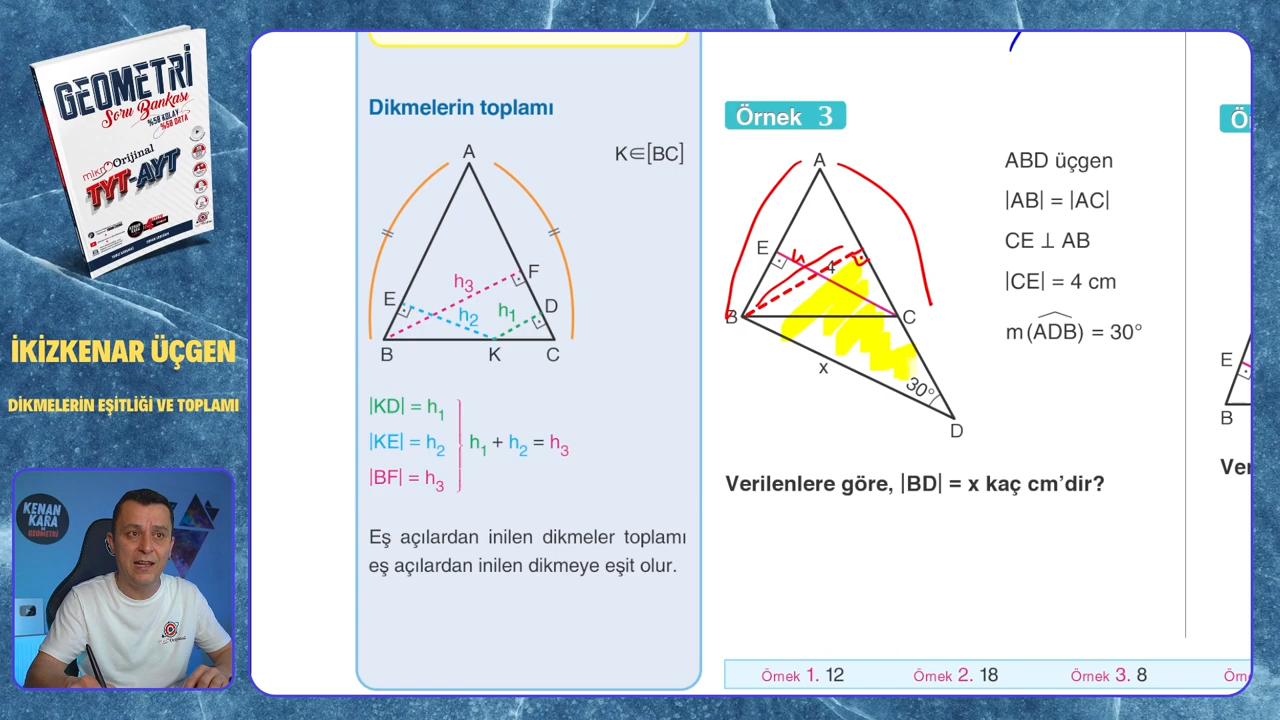 GEOMETRİ
Soru Bankası
%50 KOLAY
%50 ORTA
mikro Orijinal
TYT-AYT
İKİZKENAR ÜÇGEN
DİKMELERİN EŞİTLİĞİ VE TOPLAMI
KENAN
KARA
GEOMETRİ
Dikmelerin toplamı
K∈[BC]
A
F
h₃
E
D
h₁
h₂
B K C
|KD| = h₁
|KE| = h₂
|BF| = h₃
h₁ + h₂ = h₃
Eş açılardan inilen dikmeler toplamı
eş açılardan inilen dikmeye eşit olur.
Örnek 3
A
E
4
4
B
C
x
30°
D
ABD üçgen
|AB| = |AC|
CE ⊥ AB
|CE| = 4 cm
m(ADB) = 30°
Verilenlere göre, |BD| = x kaç cm'dir?
E
B
Örnek 1. 12 Örnek 2. 18 Örnek 3. 8